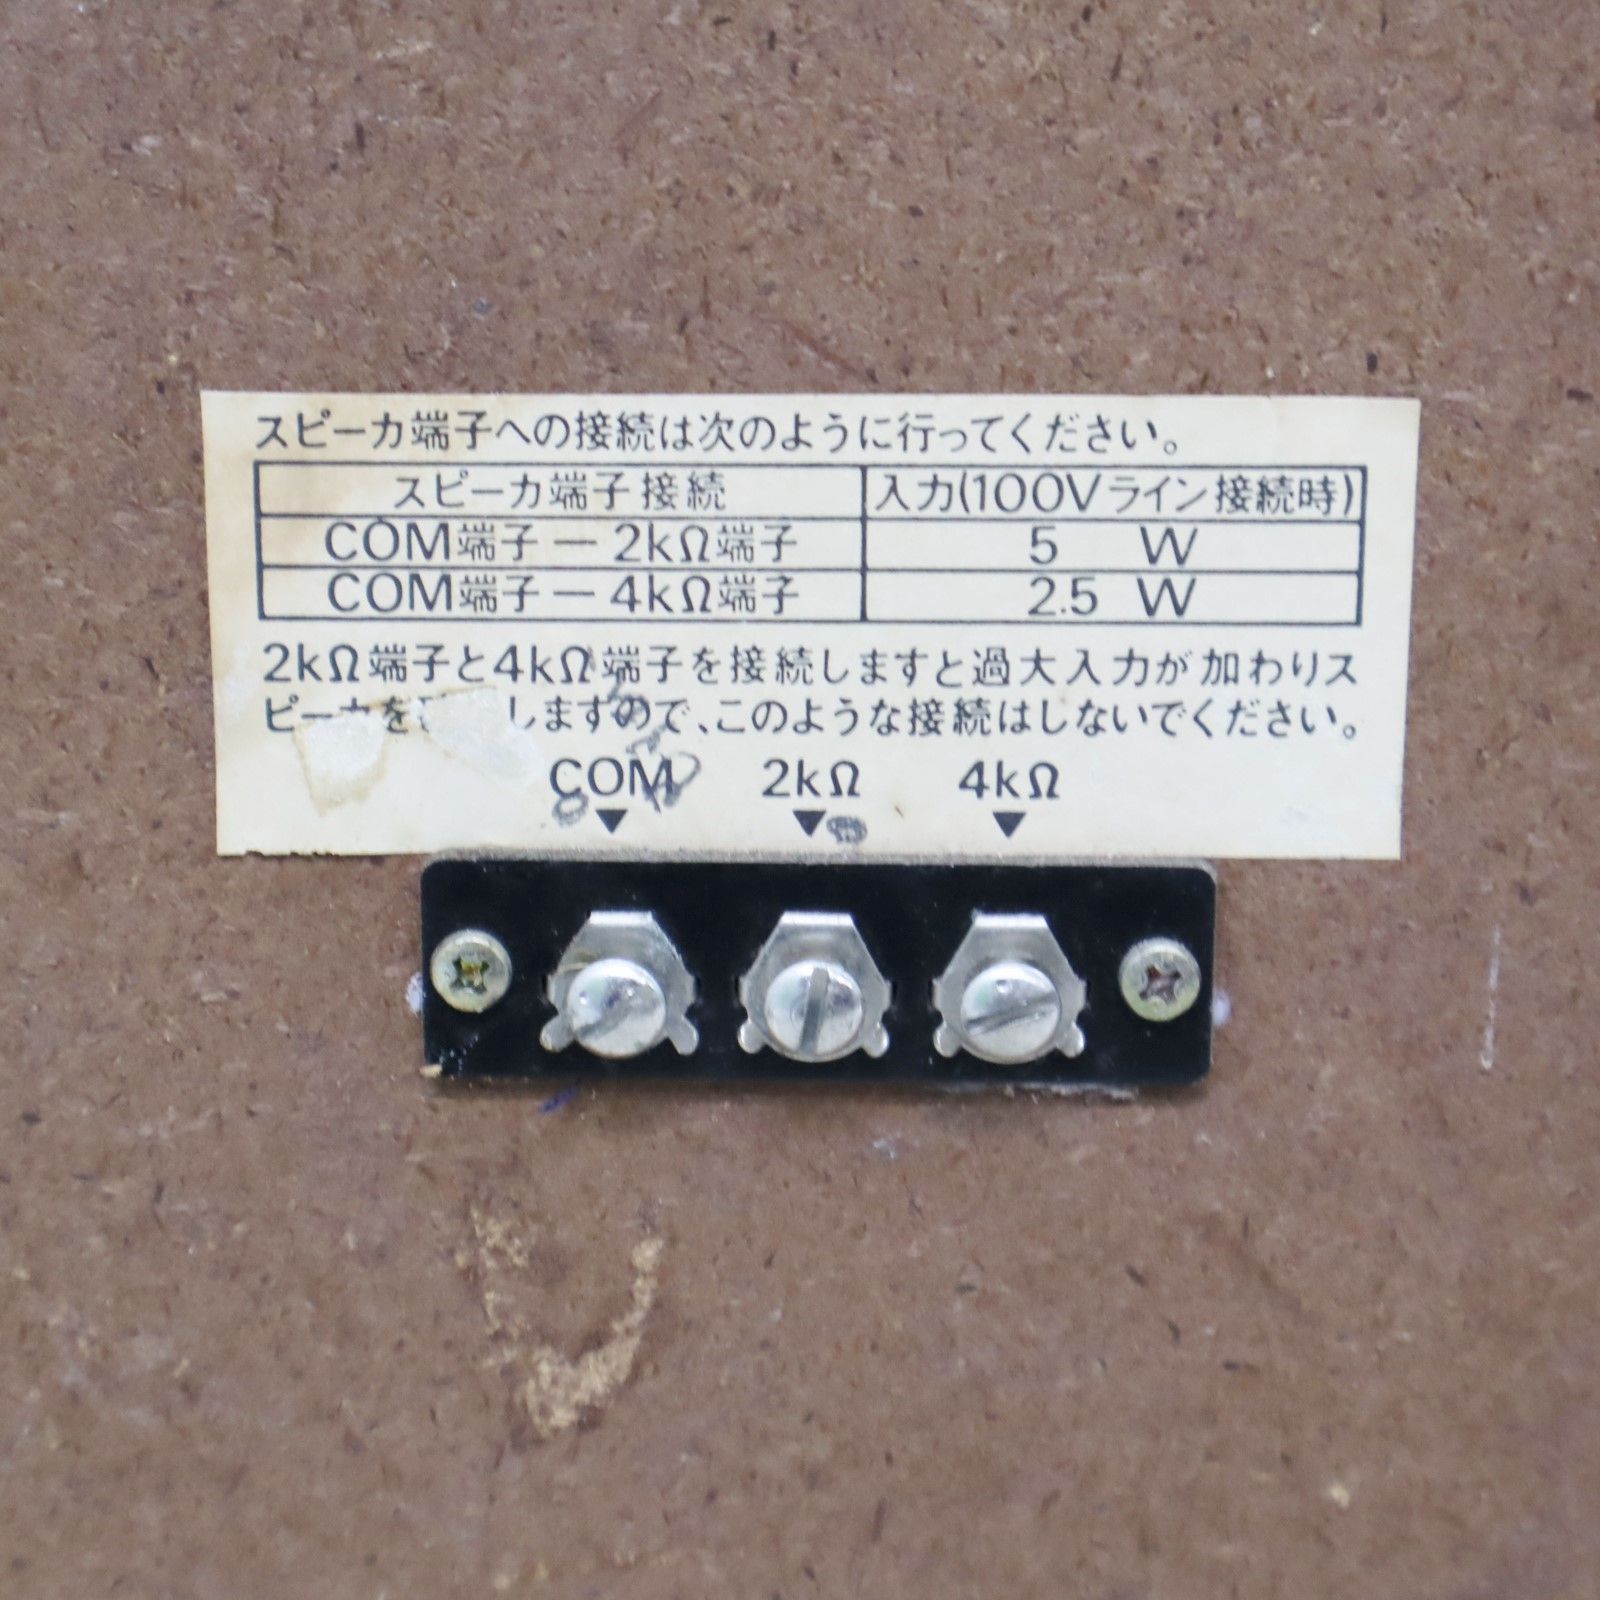 スピーカ端子への接続は次のように行ってください。
スピーカ端子接続 入力(100Vライン接続時)
COM端子 — 2kΩ端子 5 W
COM端子 — 4kΩ端子 2.5 W
2kΩ端子と4kΩ端子を接続しますと過大入力が加わりス
ピーカを しますので、このような接続はしないでください。
COM 2kΩ 4kΩ